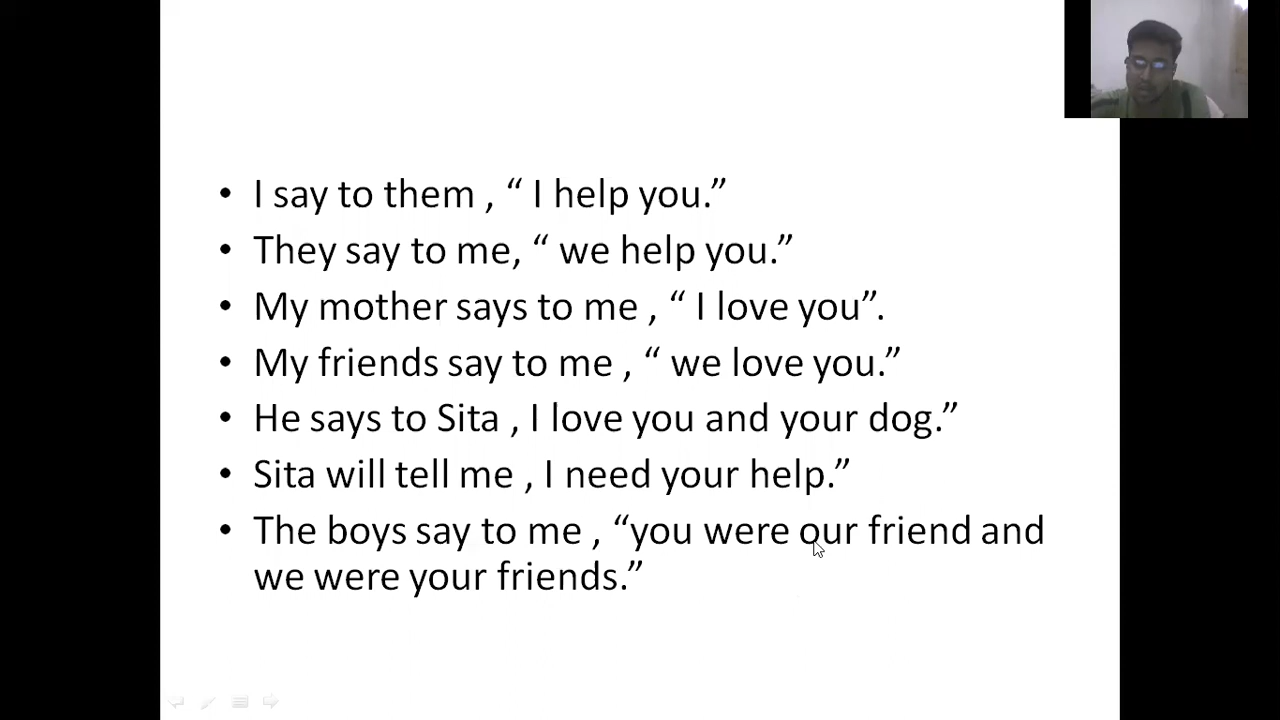 • I say to them , “ I help you.”
• They say to me, “ we help you.”
• My mother says to me , “ I love you”.
• My friends say to me , “ we love you.”
• He says to Sita , I love you and your dog.”
• Sita will tell me , I need your help.”
• The boys say to me , “you were our friend and
we were your friends.”